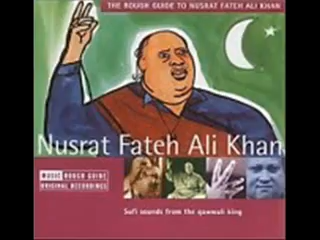 THE ROUGH GUIDE TO NUSRAT FATEH ALI KHAN
Nusrat Fateh Ali Khan
MUSIC ROUGH GUIDE
ORIGINAL RECORDINGS
Sufi sounds from the qawwali king